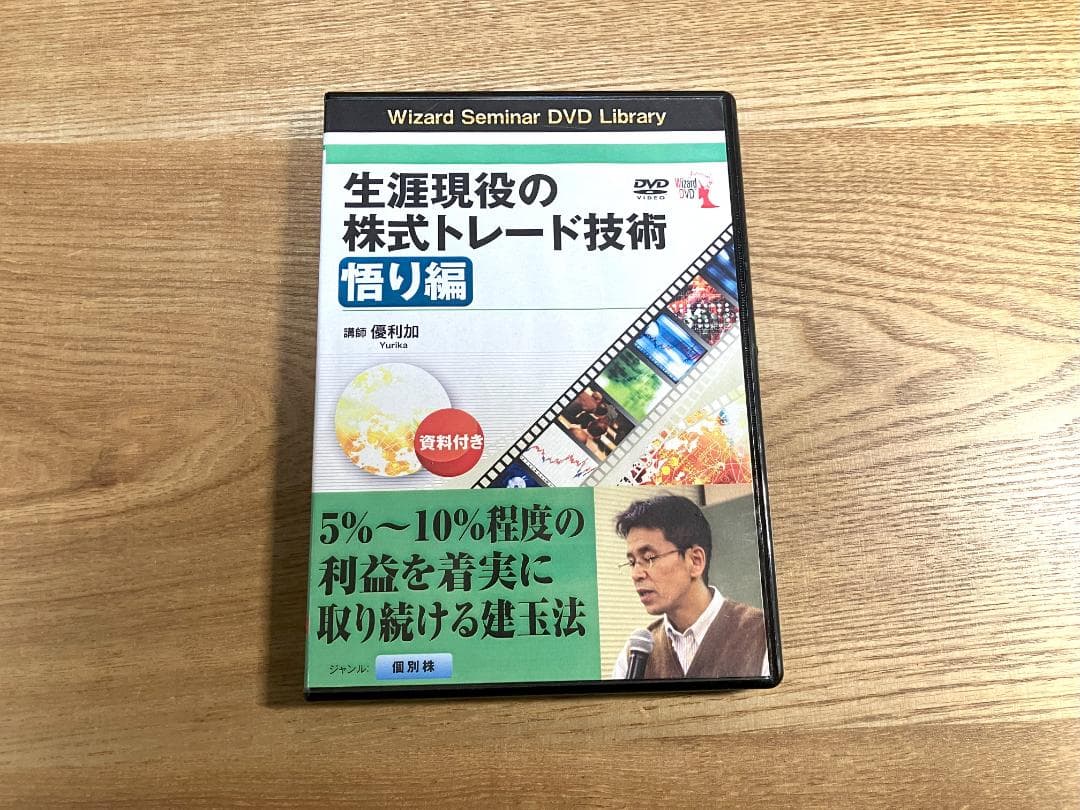 Wizard Seminar DVD Library
生涯現役の
株式トレード技術
悟り編
DVD
VIDEO
Wizard
DVD
講師 優利加
Yurika
資料付き
5%～10%程度の
利益を着実に
取り続ける建玉法
ジャンル: 個別株